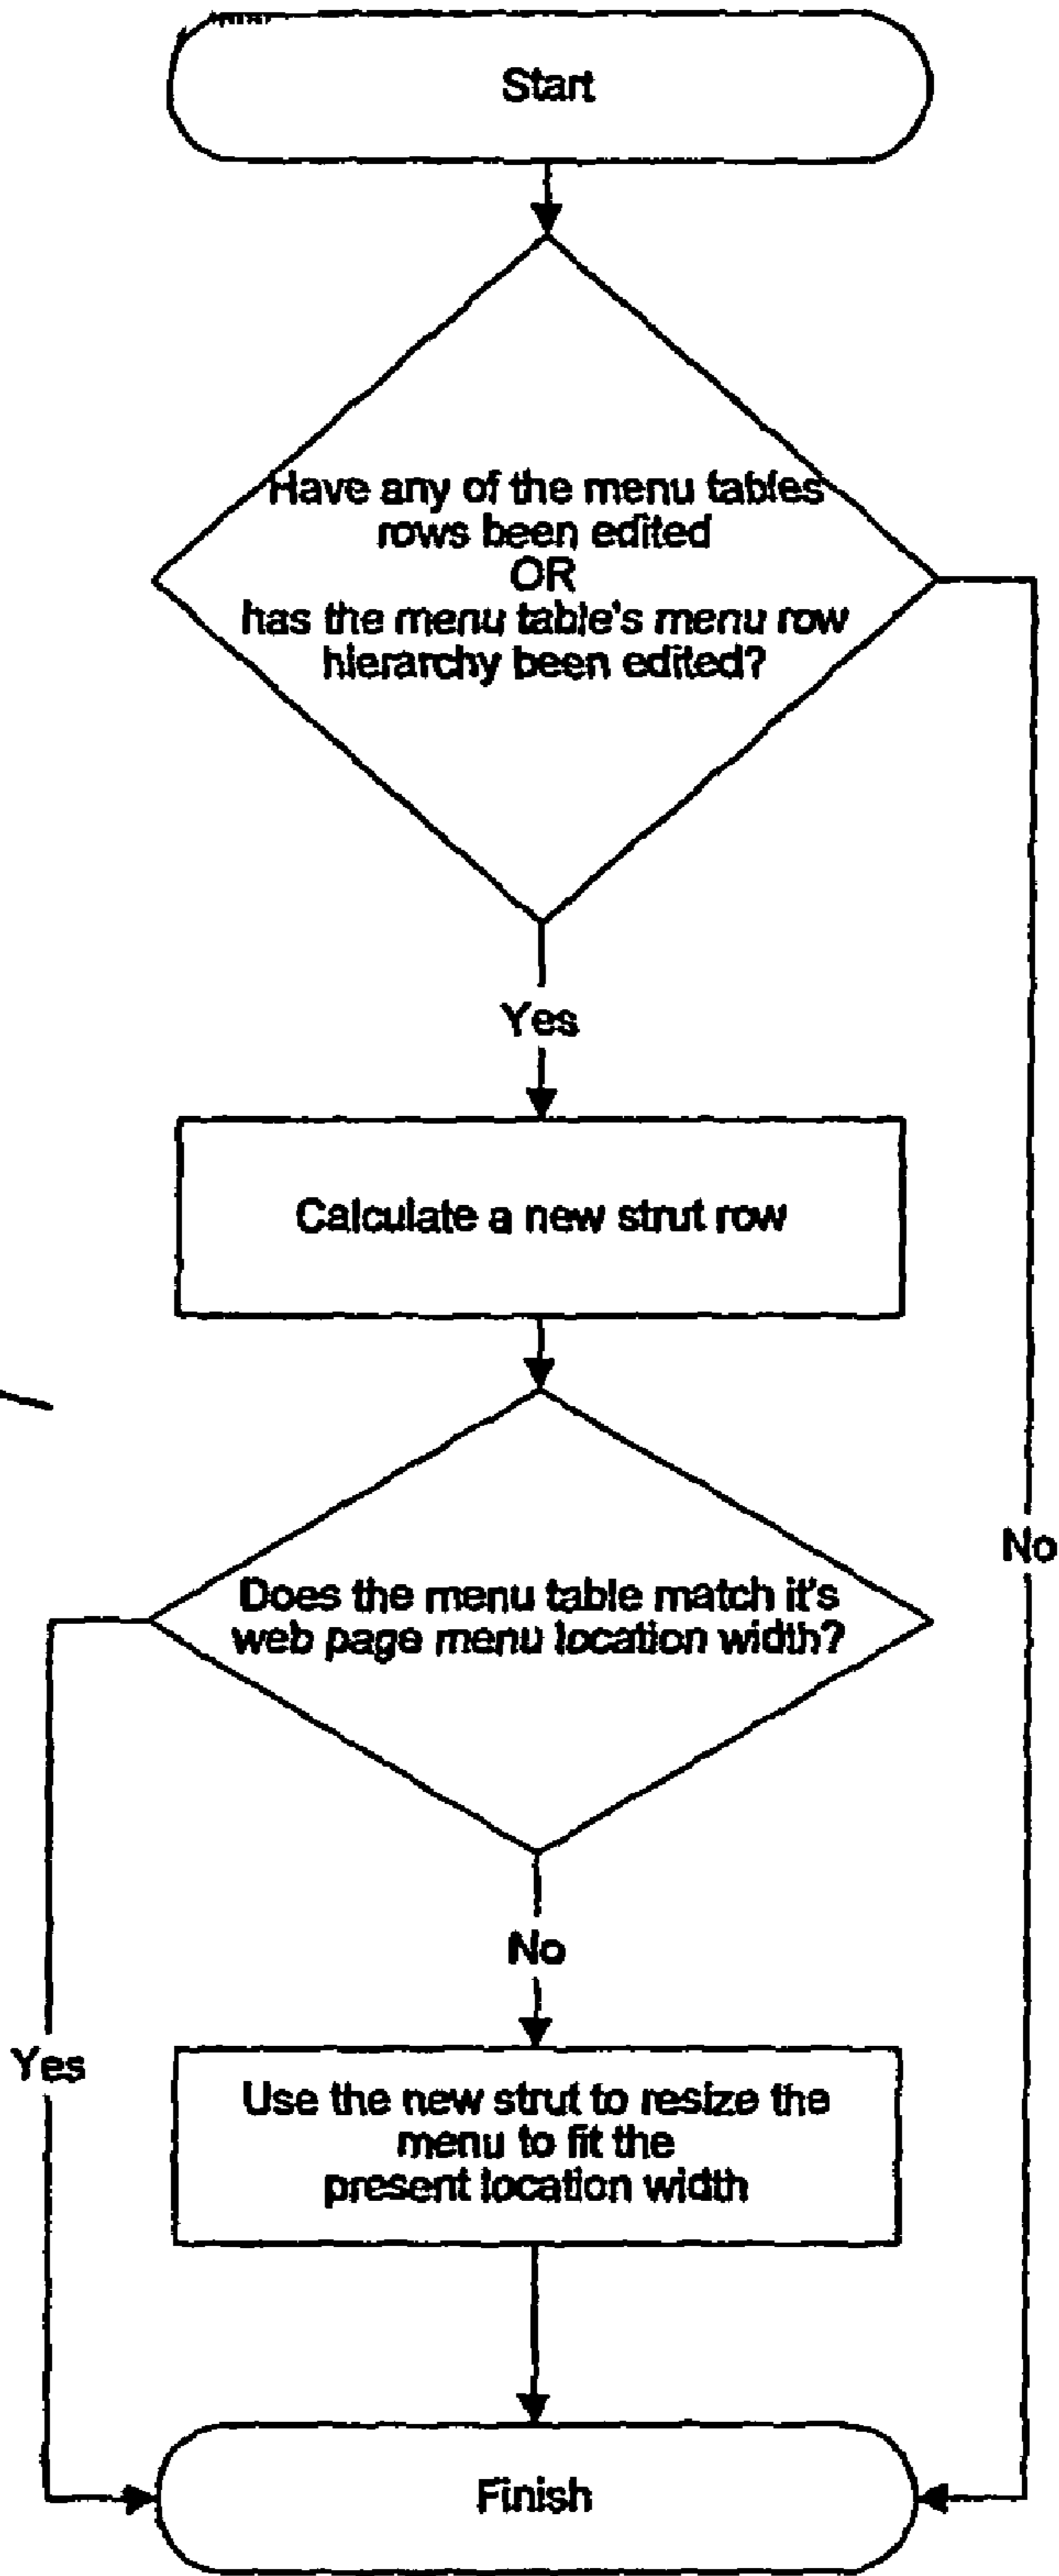 Start
Have any of the menu tables
rows been edited
OR
has the menu table's menu row
hierarchy been edited?
Yes
Calculate a new strut row
No
Does the menu table match it's
web page menu location width?
No
Yes
Use the new strut to resize the
menu to fit the
present location width
Finish